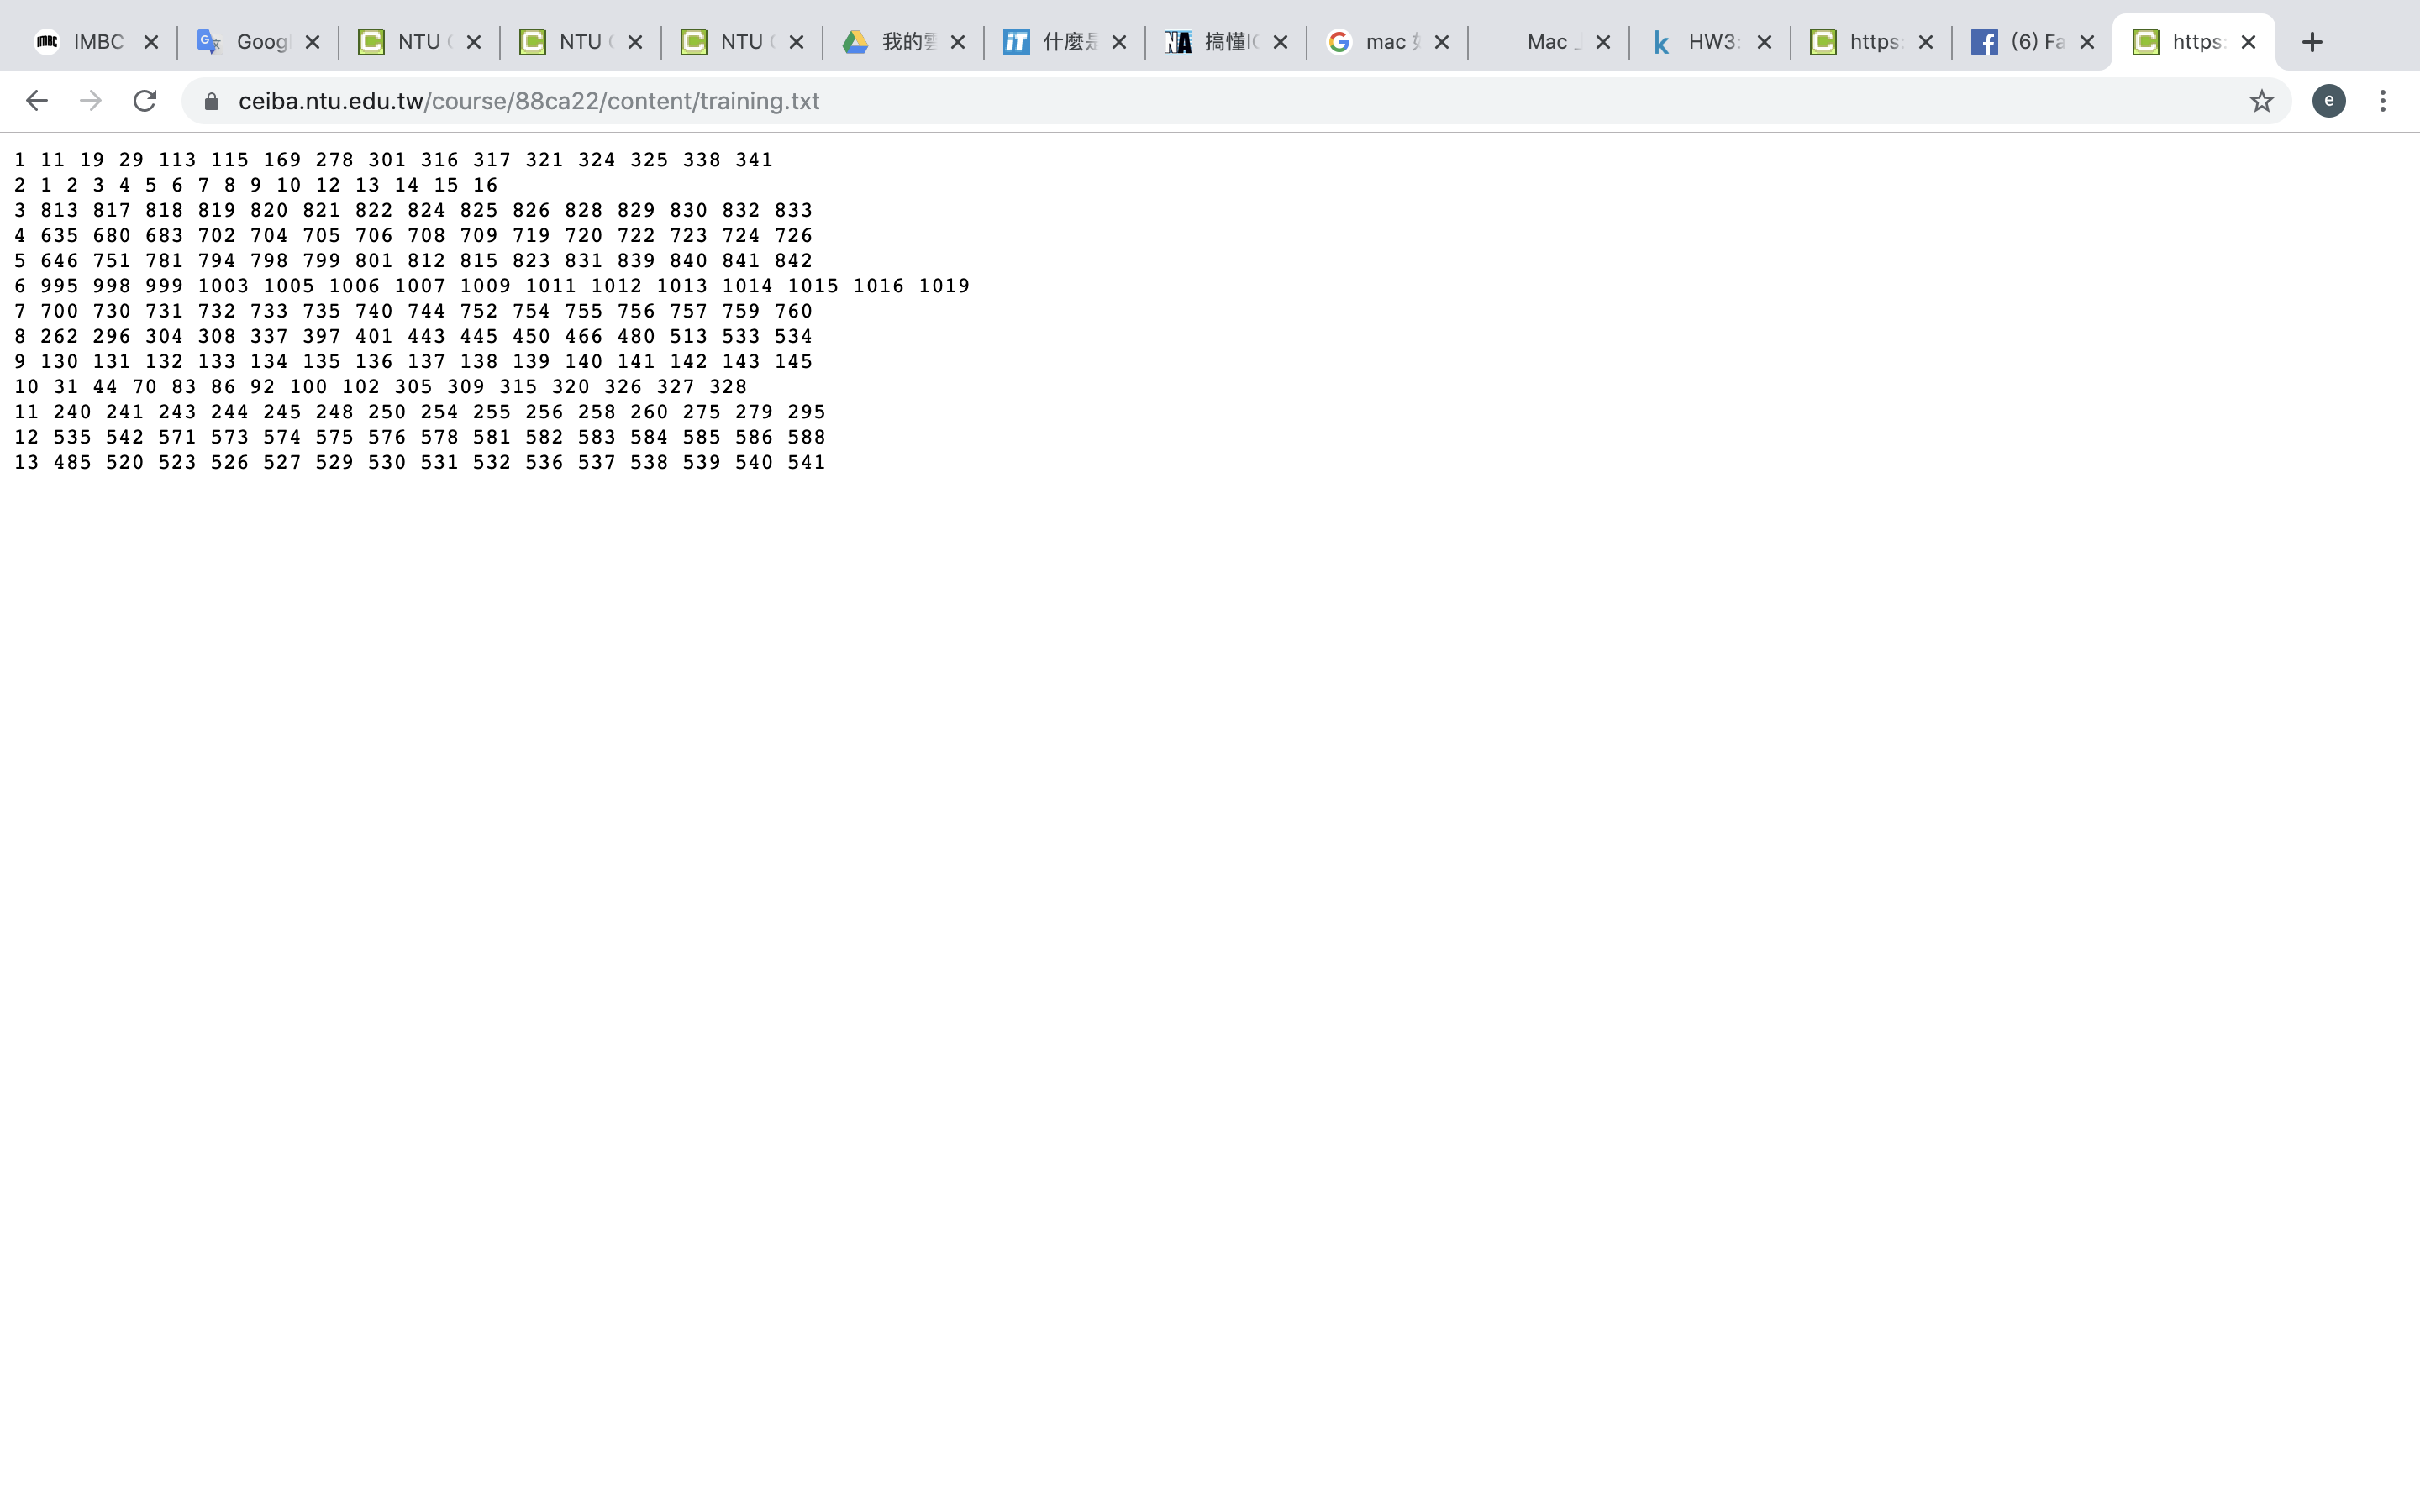 IMBC Goog NTU NTU NTU 我的 什麼是 搞懂IC mac Mac HW3: https: (6) Fa https:
ceiba.ntu.edu.tw/course/88ca22/content/training.txt e
1 11 19 29 113 115 169 278 301 316 317 321 324 325 338 341
2 1 2 3 4 5 6 7 8 9 10 12 13 14 15 16
3 813 817 818 819 820 821 822 824 825 826 828 829 830 832 833
4 635 680 683 702 704 705 706 708 709 719 720 722 723 724 726
5 646 751 781 794 798 799 801 812 815 823 831 839 840 841 842
6 995 998 999 1003 1005 1006 1007 1009 1011 1012 1013 1014 1015 1016 1019
7 700 730 731 732 733 735 740 744 752 754 755 756 757 759 760
8 262 296 304 308 337 397 401 443 445 450 466 480 513 533 534
9 130 131 132 133 134 135 136 137 138 139 140 141 142 143 145
10 31 44 70 83 86 92 100 102 305 309 315 320 326 327 328
11 240 241 243 244 245 248 250 254 255 256 258 260 275 279 295
12 535 542 571 573 574 575 576 578 581 582 583 584 585 586 588
13 485 520 523 526 527 529 530 531 532 536 537 538 539 540 541